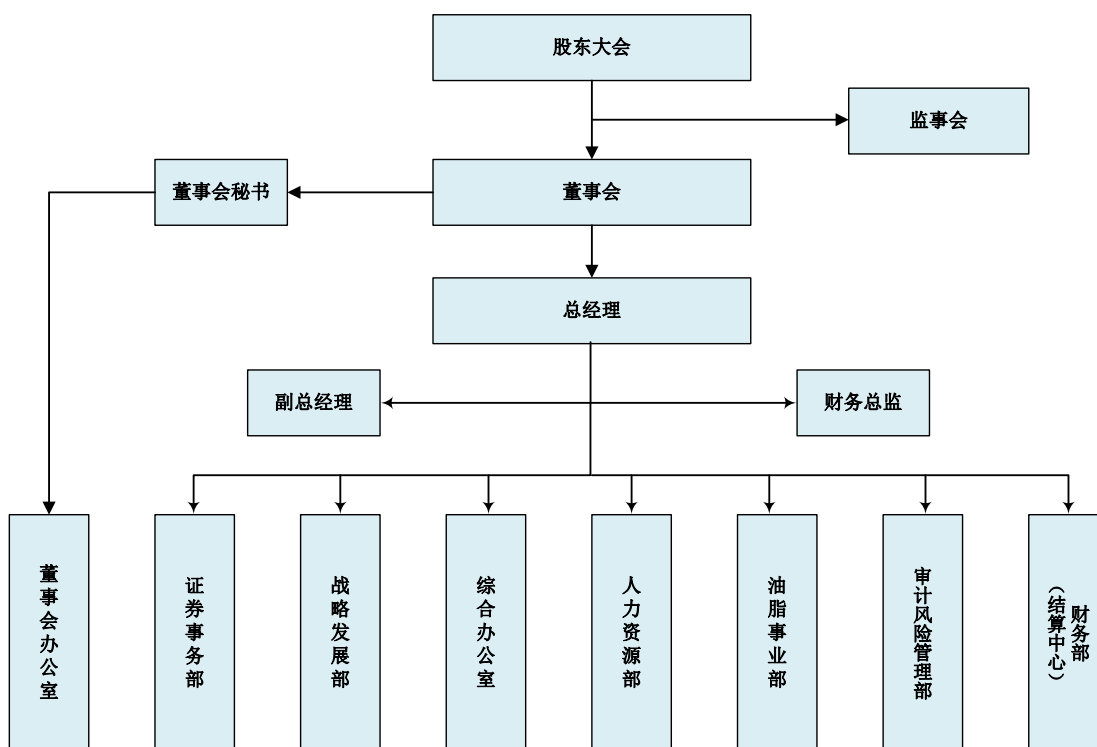 股东大会
监事会
董事会秘书
董事会
总经理
副总经理
财务总监
董事会办公室
证券事务部
战略发展部
综合办公室
人力资源部
油脂事业部
审计风险管理部
财务部
（结算中心）